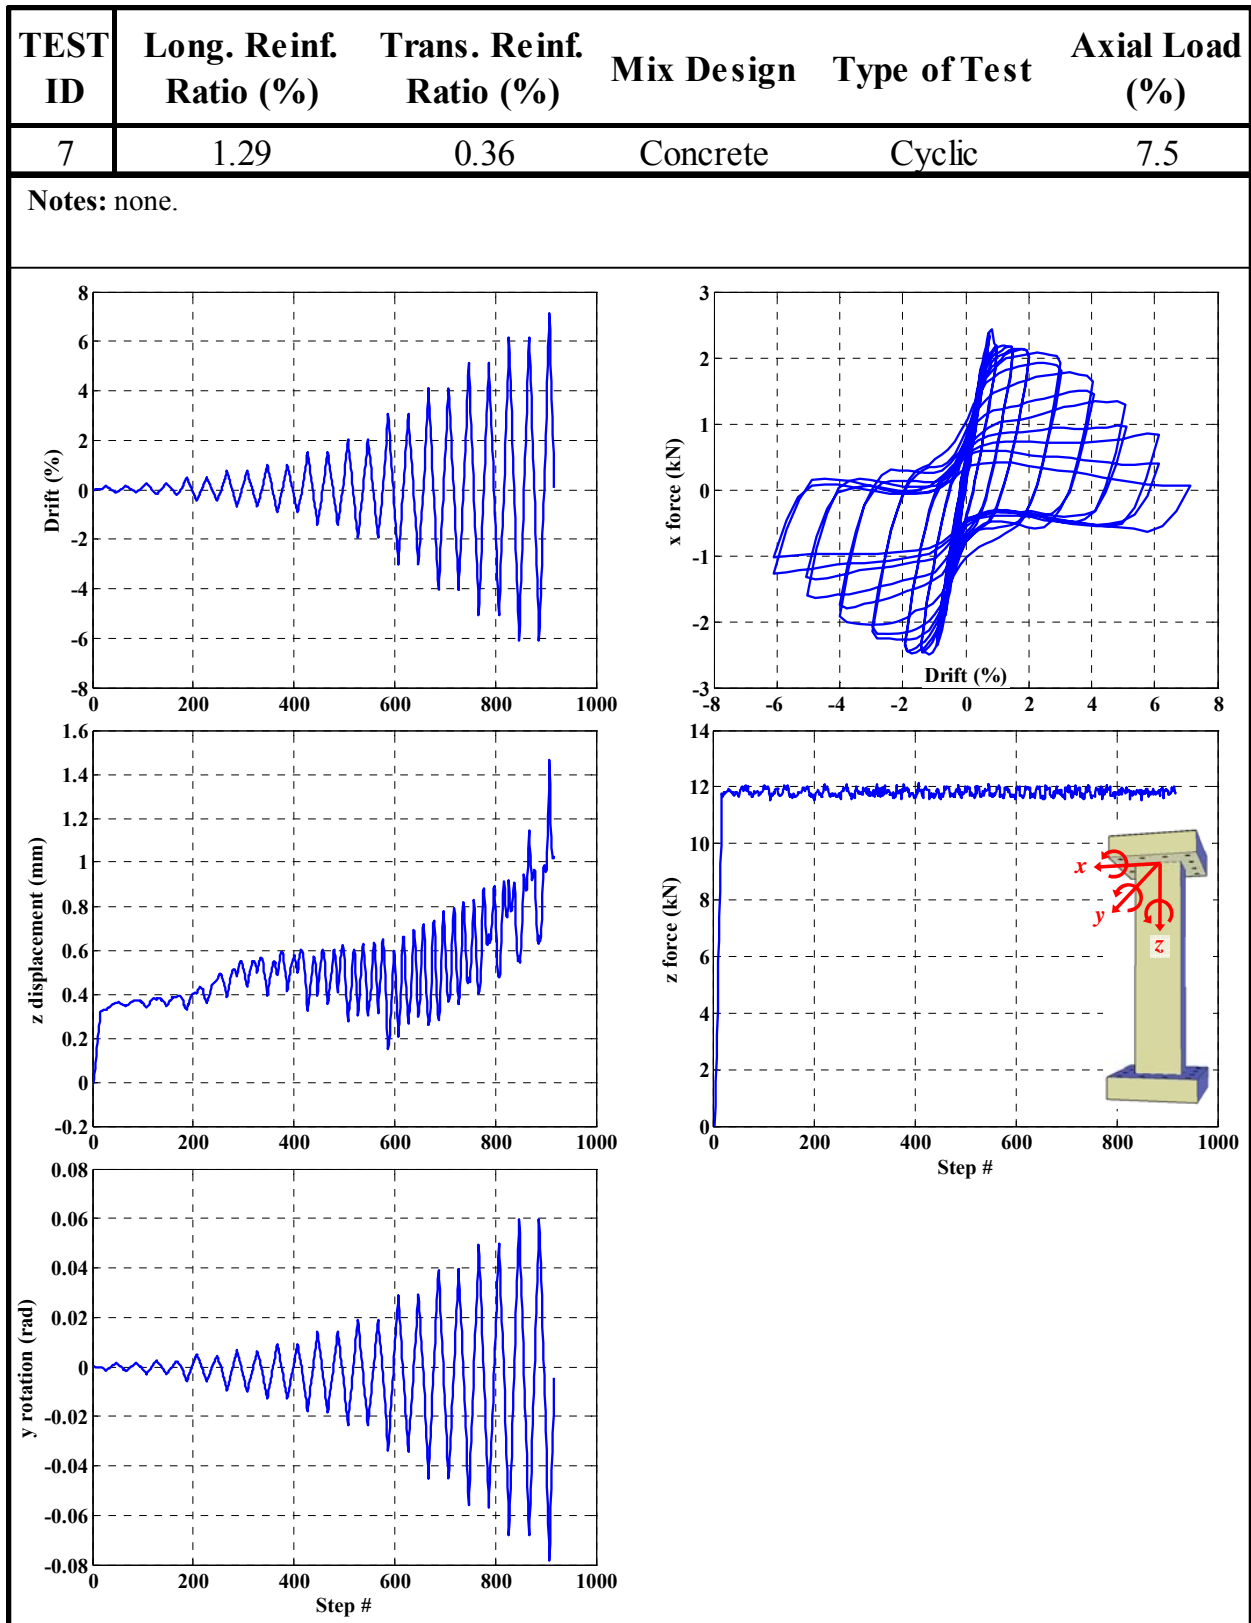 TEST ID Long. Reinf. Ratio (%) Trans. Reinf. Ratio (%) Mix Design Type of Test Axial Load (%)
7 1.29 0.36 Concrete Cyclic 7.5
Notes: none.
8
6
4
2
0
-2
-4
-6
-8
Drift (%)
0 200 400 600 800 1000
3
2
1
0
-1
-2
-3
x force (kN)
Drift (%)
-8 -6 -4 -2 0 2 4 6 8
1.6
1.4
1.2
1
0.8
0.6
0.4
0.2
0
-0.2
z displacement (mm)
0 200 400 600 800 1000
14
12
10
8
6
4
2
0
z force (kN)
x
y
z
0 200 400 600 800 1000
Step #
0.08
0.06
0.04
0.02
0
-0.02
-0.04
-0.06
-0.08
y rotation (rad)
0 200 400 600 800 1000
Step #